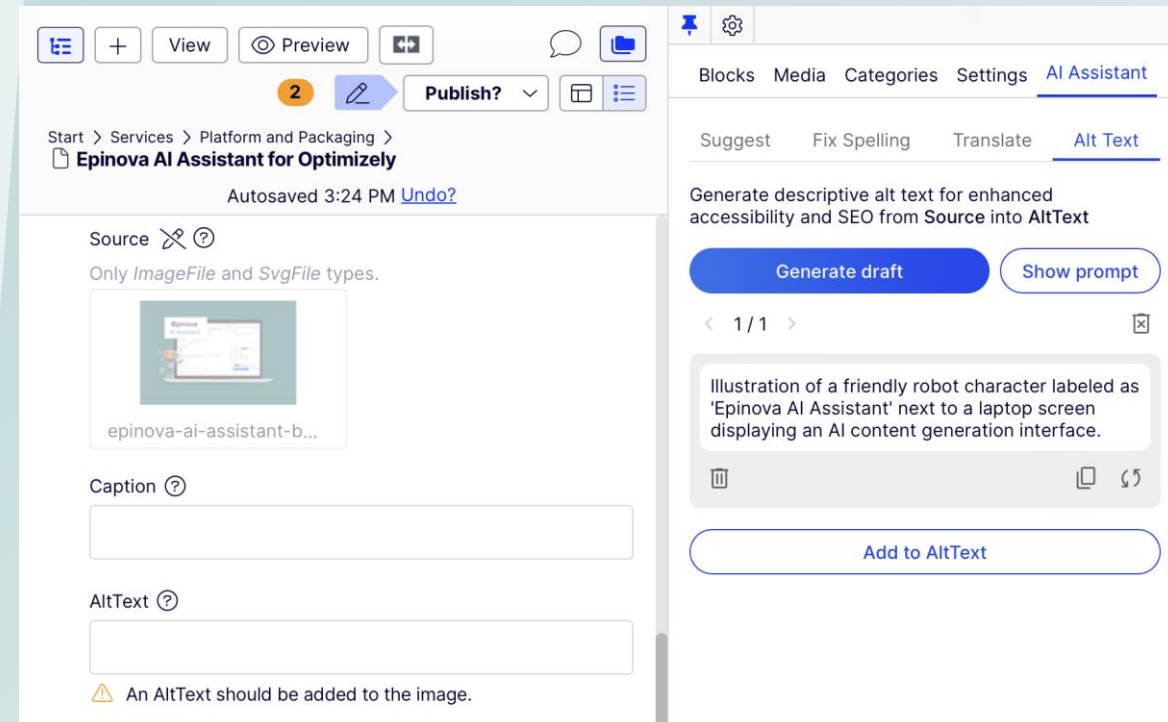 View
Preview
2
Publish?
Start > Services > Platform and Packaging >
Epinova AI Assistant for Optimizely
Autosaved 3:24 PM Undo?
Source
Only ImageFile and SvgFile types.
Epinova
AI Assistant
epinova-ai-assistant-b...
Caption
AltText
An AltText should be added to the image.
Blocks Media Categories Settings AI Assistant
Suggest Fix Spelling Translate Alt Text
Generate descriptive alt text for enhanced
accessibility and SEO from Source into AltText
Generate draft Show prompt
< 1 / 1 >
Illustration of a friendly robot character labeled as
'Epinova AI Assistant' next to a laptop screen
displaying an AI content generation interface.
Add to AltText